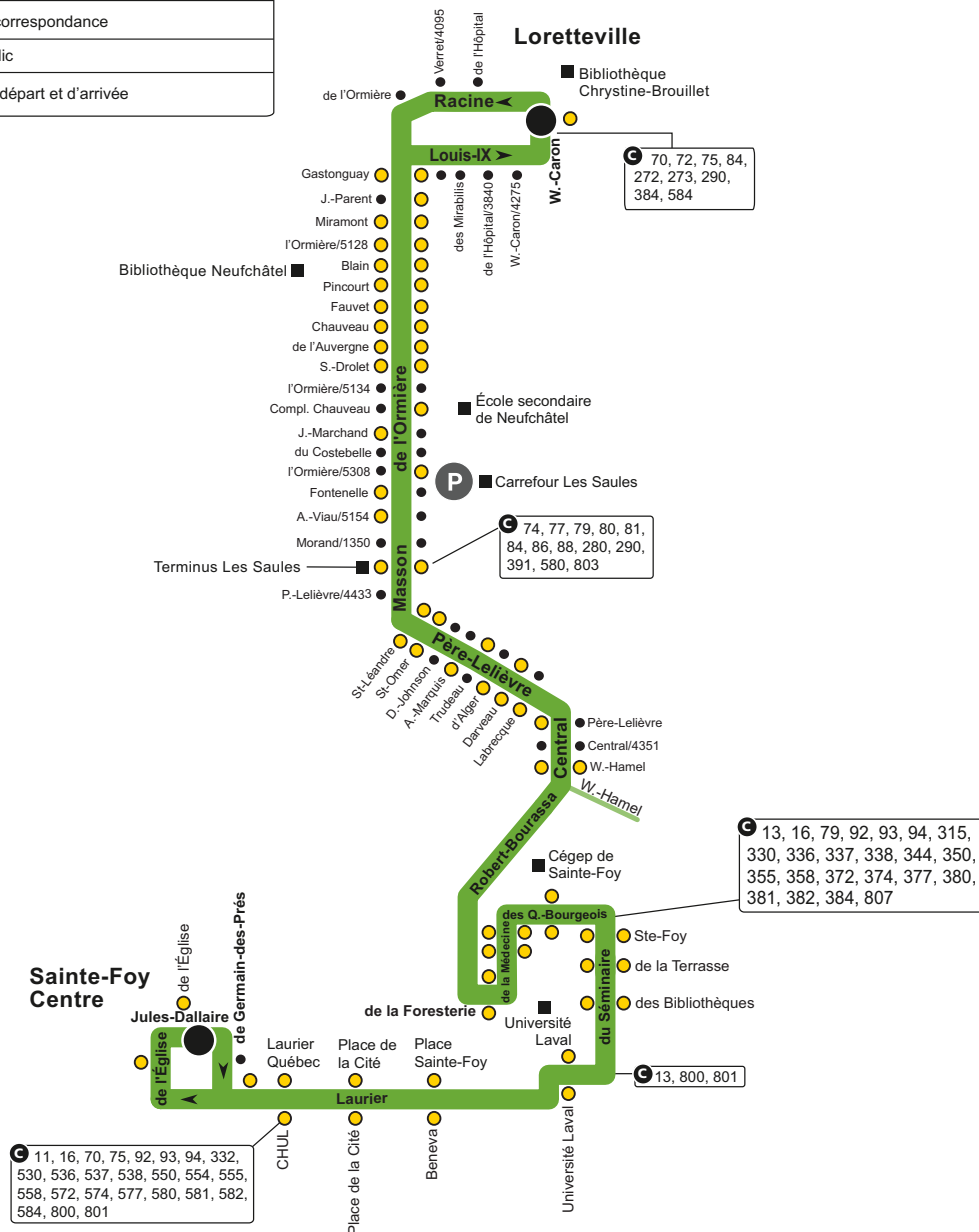 correspondance
lic
départ et d'arrivée
Loretteville
Verret/4095
de l'Hôpital
de l'Ormière
Racine
Bibliothèque
Chrystine-Brouillet
Louis-IX
W.-Caron
C 70, 72, 75, 84,
272, 273, 290,
384, 584
des Mirabilis
de l'Hôpital/3840
W.-Caron/4275
Gastonguay
J.-Parent
Miramont
l'Ormière/5128
Blain
Bibliothèque Neufchâtel
Pincourt
Fauvet
Chauveau
de l'Auvergne
S.-Drolet
l'Ormière/5134
Compl. Chauveau
J.-Marchand
du Costebelle
l'Ormière/5308
Fontenelle
A.-Viau/5154
Morand/1350
Terminus Les Saules
P.-Lelièvre/4433
de l'Ormière
École secondaire
de Neufchâtel
P
Carrefour Les Saules
C 74, 77, 79, 80, 81,
84, 86, 88, 280, 290,
391, 580, 803
Masson
Père-Lelièvre
St-Léandre
St-Omer
D.-Johnson
A.-Marquis
Trudeau
d'Alger
Darveau
Labrecque
Central
Père-Lelièvre
Central/4351
W.-Hamel
W.-Hamel
Robert-Bourassa
Cégep de
Sainte-Foy
C 13, 16, 79, 92, 93, 94, 315,
330, 336, 337, 338, 344, 350,
355, 358, 372, 374, 377, 380,
381, 382, 384, 807
des Q.-Bourgeois
de la Médecine
Ste-Foy
de la Terrasse
des Bibliothèques
du Séminaire
de la Foresterie
Université
Laval
Sainte-Foy
Centre
de l'Église
de Germain-des-Prés
Jules-Dallaire
de l'Église
Laurier
Québec
Place de
la Cité
Place
Sainte-Foy
C 13, 800, 801
Laurier
CHUL
Place de la Cité
Beneva
Université Laval
C 11, 16, 70, 75, 92, 93, 94, 332,
530, 536, 537, 538, 550, 554, 555,
558, 572, 574, 577, 580, 581, 582,
584, 800, 801